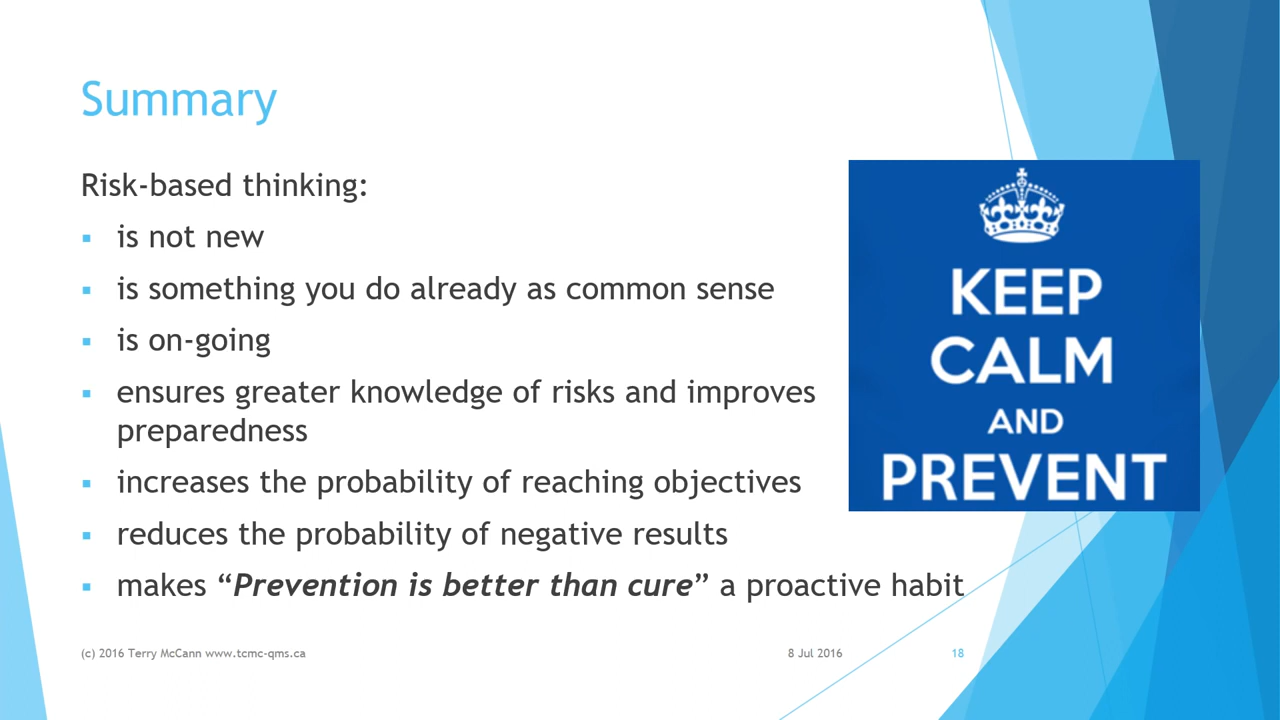 Summary
Risk-based thinking:
▪ is not new
▪ is something you do already as common sense
▪ is on-going
▪ ensures greater knowledge of risks and improves
preparedness
▪ increases the probability of reaching objectives
▪ reduces the probability of negative results
▪ makes “Prevention is better than cure” a proactive habit
KEEP
CALM
AND
PREVENT
(c) 2016 Terry McCann www.tcmc-qms.ca
8 Jul 2016
18